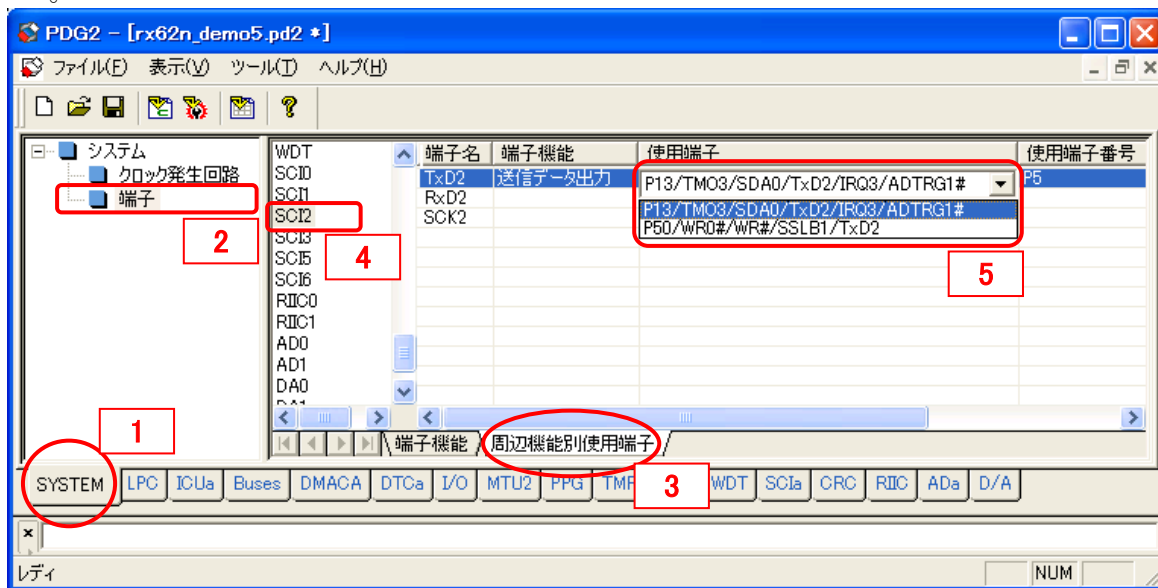 。
PDG2 - [rx62n_demo5.pd2 *]
ファイル(F) 表示(V) ツール(T) ヘルプ(H)
システム
クロック発生回路
端子
2
WDT
SCI0
SCI1
SCI2
SCI3
SCI5
SCI6
RIIC0
RIIC1
AD0
AD1
DA0
4
端子名 端子機能 使用端子 使用端子番号
TxD2 送信データ出力 P13/TMO3/SDA0/TxD2/IRQ3/ADTRG1# P5
RxD2
SCK2
P13/TMO3/SDA0/TxD2/IRQ3/ADTRG1#
P50/WR0#/WR#/SSLB1/TxD2
5
1
端子機能 周辺機能別使用端子
3
SYSTEM LPC ICUa Buses DMACA DTCa I/O MTU2 PPG WDT SCIa CRC RIIC ADa D/A
レディ
NUM